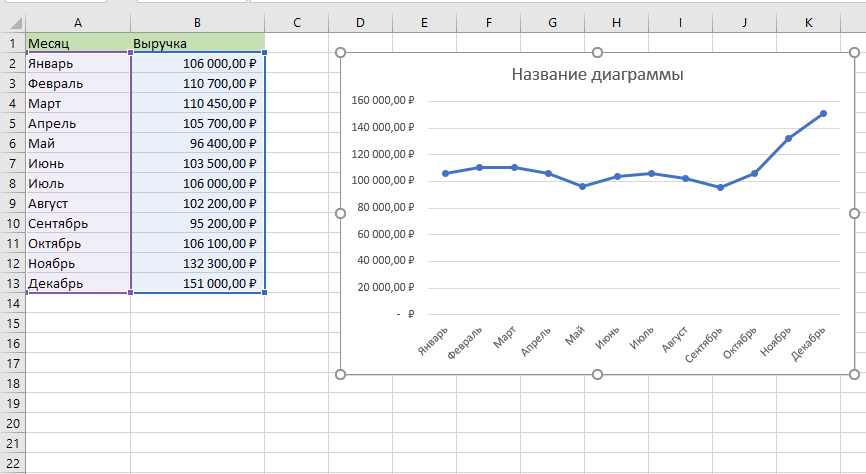 A B C D E F G H I J K
1 Месяц Выручка
2 Январь 106 000,00 ₽
3 Февраль 110 700,00 ₽
4 Март 110 450,00 ₽
5 Апрель 105 700,00 ₽
6 Май 96 400,00 ₽
7 Июнь 103 500,00 ₽
8 Июль 106 000,00 ₽
9 Август 102 200,00 ₽
10 Сентябрь 95 200,00 ₽
11 Октябрь 106 100,00 ₽
12 Ноябрь 132 300,00 ₽
13 Декабрь 151 000,00 ₽
14
15
16
17
18
19
20
21
22
Название диаграммы
160 000,00 ₽
140 000,00 ₽
120 000,00 ₽
100 000,00 ₽
80 000,00 ₽
60 000,00 ₽
40 000,00 ₽
20 000,00 ₽
- ₽
Январь Февраль Март Апрель Май Июнь Июль Август Сентябрь Октябрь Ноябрь Декабрь